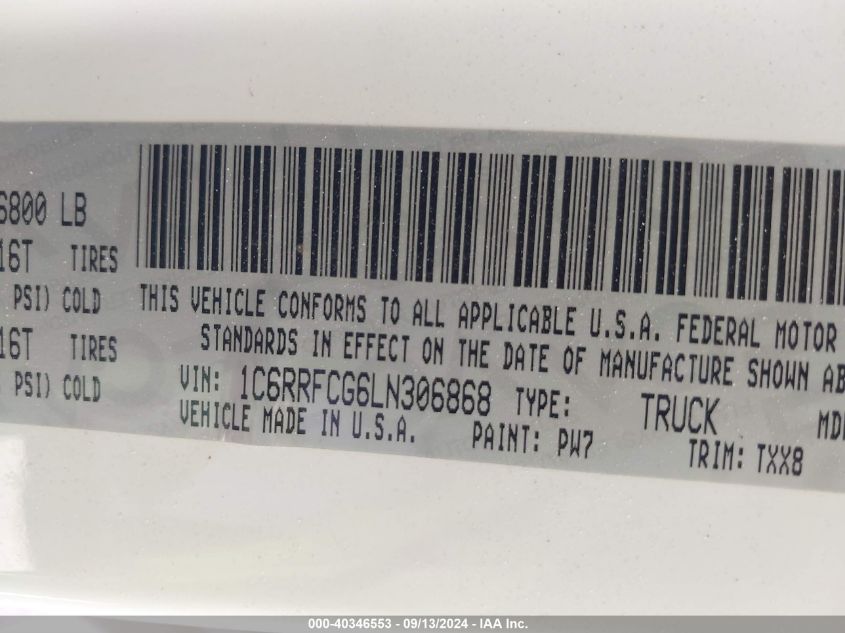 6800 LB
16T TIRES
PSI) COLD
16T TIRES
PSI) COLD
THIS VEHICLE CONFORMS TO ALL APPLICABLE U.S.A. FEDERAL MOTOR
STANDARDS IN EFFECT ON THE DATE OF MANUFACTURE SHOWN AB
VIN: 1C6RRFCG6LN306868 TYPE: TRUCK
VEHICLE MADE IN U.S.A. PAINT: PW7 MD
TRIM: TXX8
000-40346553 - 09/13/2024 - IAA Inc.